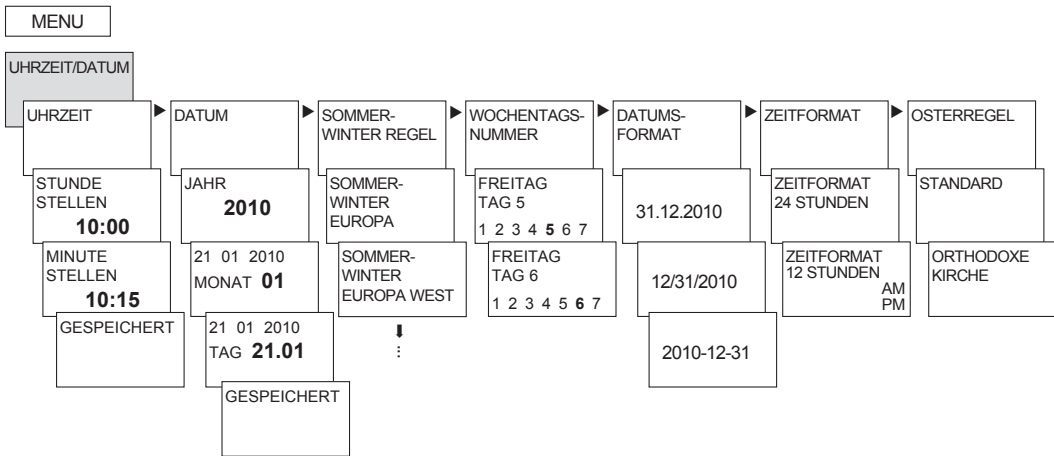 MENU
UHRZEIT/DATUM
UHRZEIT
STUNDE
STELLEN
10:00
MINUTE
STELLEN
10:15
GESPEICHERT
DATUM
JAHR
2010
21 01 2010
MONAT 01
21 01 2010
TAG 21.01
GESPEICHERT
SOMMER-
WINTER REGEL
SOMMER-
WINTER
EUROPA
SOMMER-
WINTER
EUROPA WEST
WOCHENTAGS-
NUMMER
FREITAG
TAG 5
1 2 3 4 5 6 7
FREITAG
TAG 6
1 2 3 4 5 6 7
DATUMS-
FORMAT
31.12.2010
12/31/2010
2010-12-31
ZEITFORMAT
ZEITFORMAT
24 STUNDEN
ZEITFORMAT
12 STUNDEN
AM
PM
OSTERREGEL
STANDARD
ORTHODOXE
KIRCHE